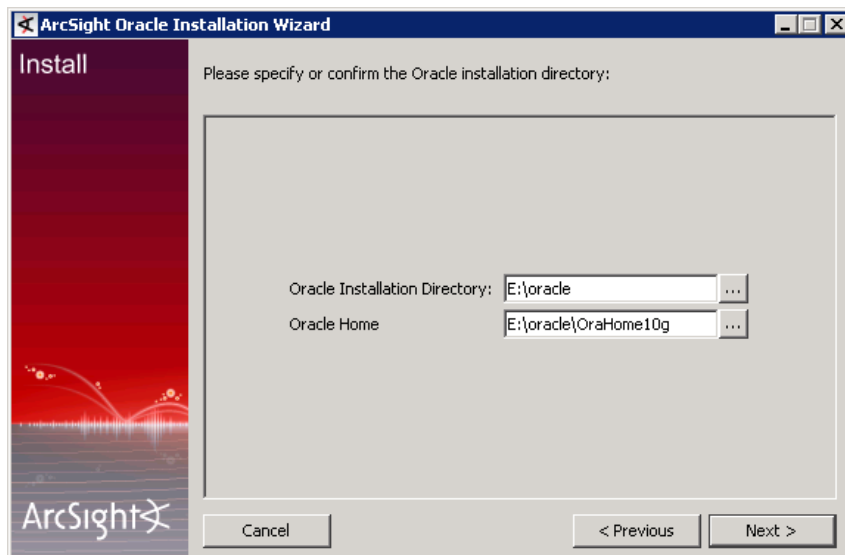 ArcSight Oracle Installation Wizard
Install
Please specify or confirm the Oracle installation directory:
Oracle Installation Directory: E:\oracle ...
Oracle Home E:\oracle\OraHome10g ...
ArcSight
Cancel < Previous Next >